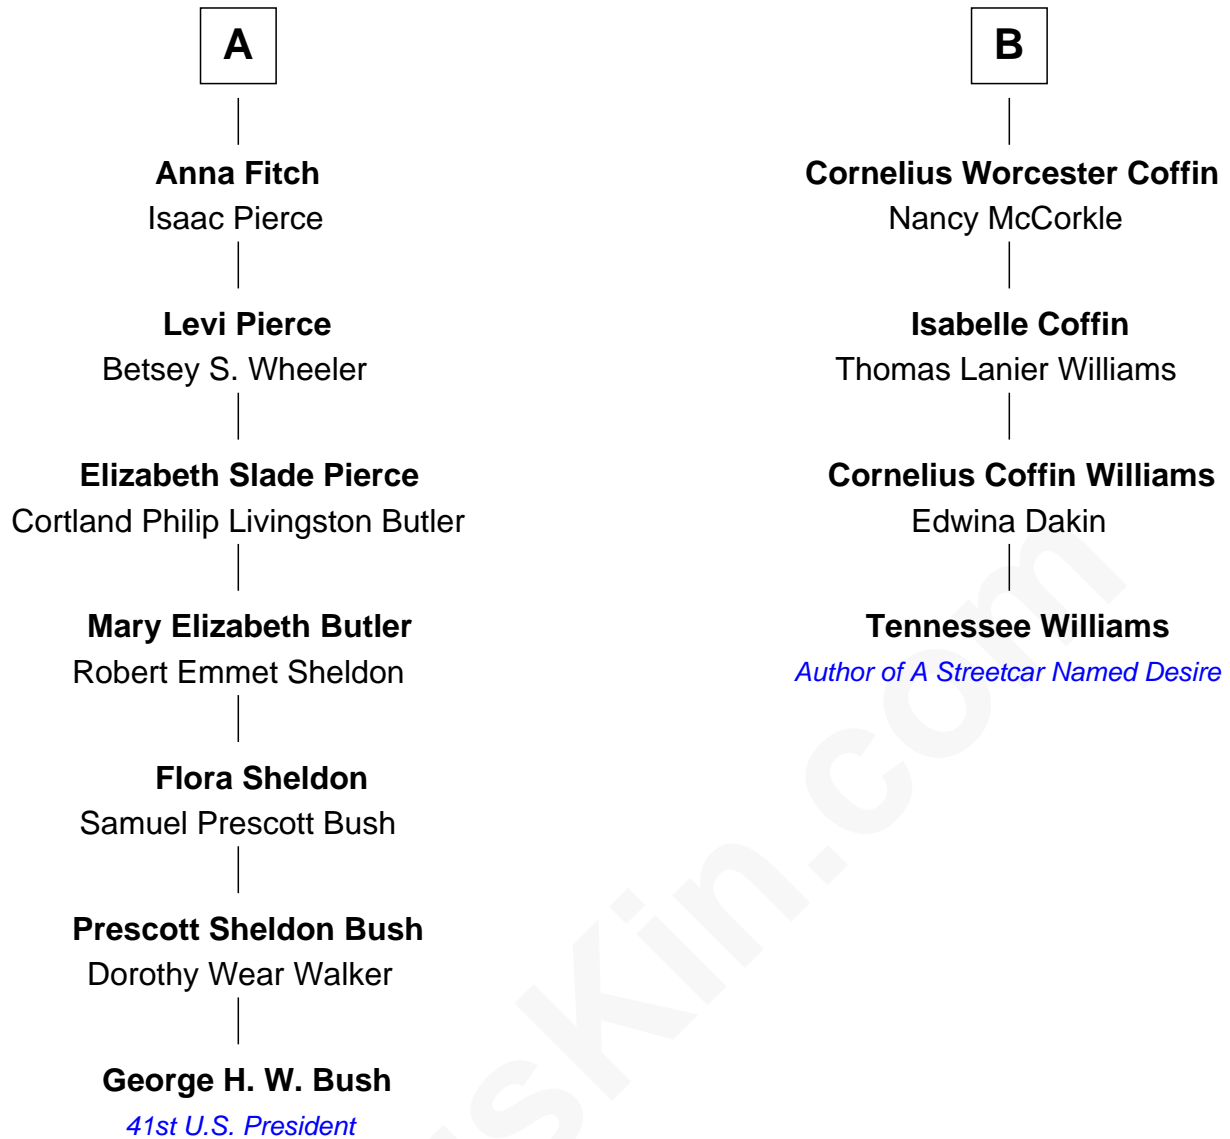 A
Anna Fitch
Isaac Pierce
Levi Pierce
Betsey S. Wheeler
Elizabeth Slade Pierce
Cortland Philip Livingston Butler
Mary Elizabeth Butler
Robert Emmet Sheldon
Flora Sheldon
Samuel Prescott Bush
Prescott Sheldon Bush
Dorothy Wear Walker
George H. W. Bush
41st U.S. President
B
Cornelius Worcester Coffin
Nancy McCorkle
Isabelle Coffin
Thomas Lanier Williams
Cornelius Coffin Williams
Edwina Dakin
Tennessee Williams
Author of A Streetcar Named Desire
sKin.com